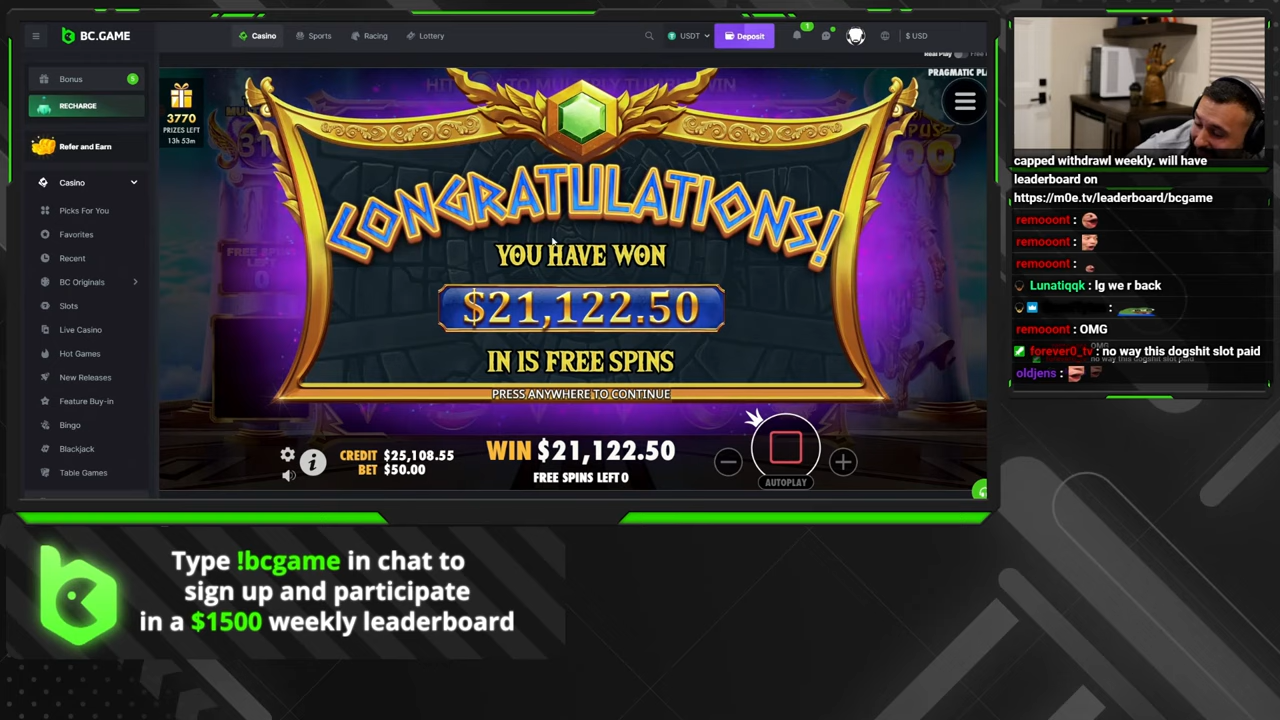 BC.GAME
Casino
Sports
Racing
Lottery
USDT
Deposit
1
$ USD
Bonus
5
RECHARGE
Refer and Earn
Casino
Picks For You
Favorites
Recent
BC Originals
Slots
Live Casino
Hot Games
New Releases
Feature Buy-in
Bingo
Blackjack
Table Games
3770
PRIZES LEFT
13h 53m
PRAGMATIC PL
CONGRATULATIONS!
YOU HAVE WON
$21,122.50
IN 15 FREE SPINS
PRESS ANYWHERE TO CONTINUE
CREDIT $25,108.55
BET $50.00
WIN $21,122.50
FREE SPINS LEFT 0
AUTOPLAY
capped withdrawl weekly. will have
leaderboard on
https://m0e.tv/leaderboard/bcgame
remooont :
remooont :
remooont :
Lunatiqqk : lg we r back
:
remooont : OMG
forever0_tv : no way this dogshit slot paid
oldjens :
Type !bcgame in chat to
sign up and participate
in a $1500 weekly leaderboard